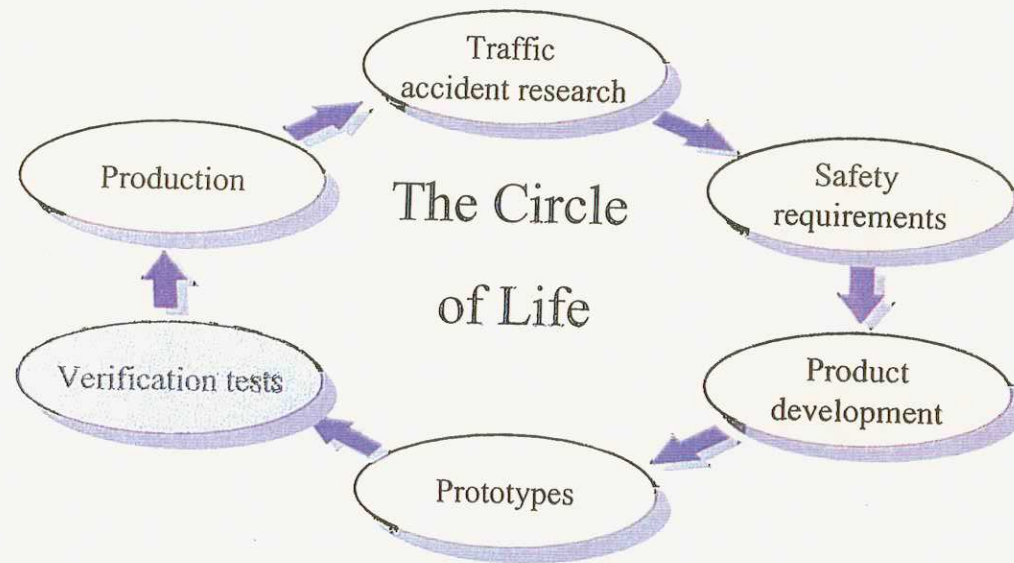 Traffic
accident research
Safety
requirements
Product
development
Prototypes
Verification tests
Production
The Circle
of Life